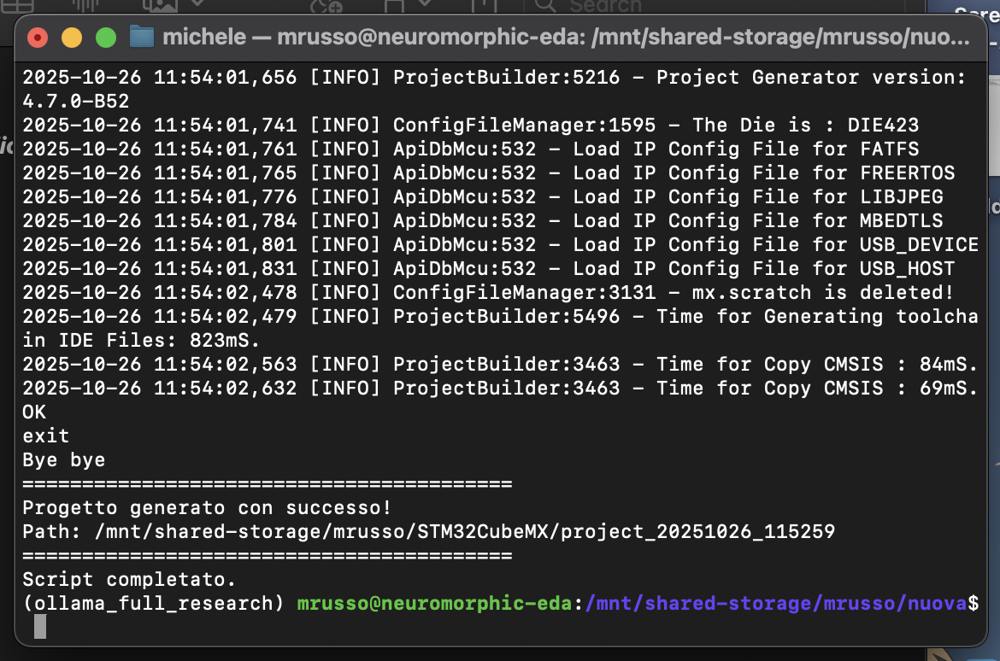 Search
michele — mrusso@neuromorphic-eda: /mnt/shared-storage/mrusso/nuo...
2025-10-26 11:54:01,656 [INFO] ProjectBuilder:5216 - Project Generator version:
4.7.0-B52
2025-10-26 11:54:01,741 [INFO] ConfigFileManager:1595 - The Die is : DIE423
2025-10-26 11:54:01,761 [INFO] ApiDbMcu:532 - Load IP Config File for FATFS
2025-10-26 11:54:01,765 [INFO] ApiDbMcu:532 - Load IP Config File for FREERTOS
2025-10-26 11:54:01,776 [INFO] ApiDbMcu:532 - Load IP Config File for LIBJPEG
2025-10-26 11:54:01,784 [INFO] ApiDbMcu:532 - Load IP Config File for MBEDTLS
2025-10-26 11:54:01,801 [INFO] ApiDbMcu:532 - Load IP Config File for USB_DEVICE
2025-10-26 11:54:01,831 [INFO] ApiDbMcu:532 - Load IP Config File for USB_HOST
2025-10-26 11:54:02,478 [INFO] ConfigFileManager:3131 - mx.scratch is deleted!
2025-10-26 11:54:02,479 [INFO] ProjectBuilder:5496 - Time for Generating toolcha
in IDE Files: 823mS.
2025-10-26 11:54:02,563 [INFO] ProjectBuilder:3463 - Time for Copy CMSIS : 84mS.
2025-10-26 11:54:02,632 [INFO] ProjectBuilder:3463 - Time for Copy CMSIS : 69mS.
OK
exit
Bye bye
=========================================
Progetto generato con successo!
Path: /mnt/shared-storage/mrusso/STM32CubeMX/project_20251026_115259
=========================================
Script completato.
(ollama_full_research) mrusso@neuromorphic-eda:/mnt/shared-storage/mrusso/nuova$